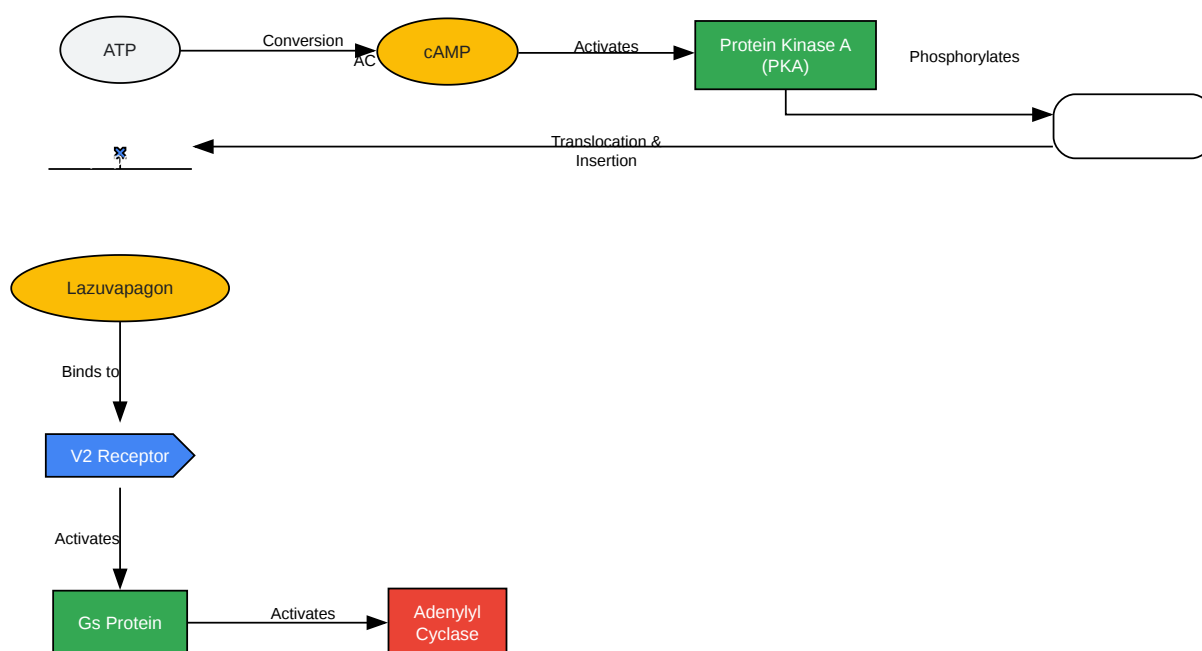 ATP
Conversion
AC
cAMP
Activates
Protein Kinase A
(PKA)
Phosphorylates
Translocation &
Insertion
Lazuvapagon
Binds to
V2 Receptor
Activates
Gs Protein
Activates
Adenylyl
Cyclase